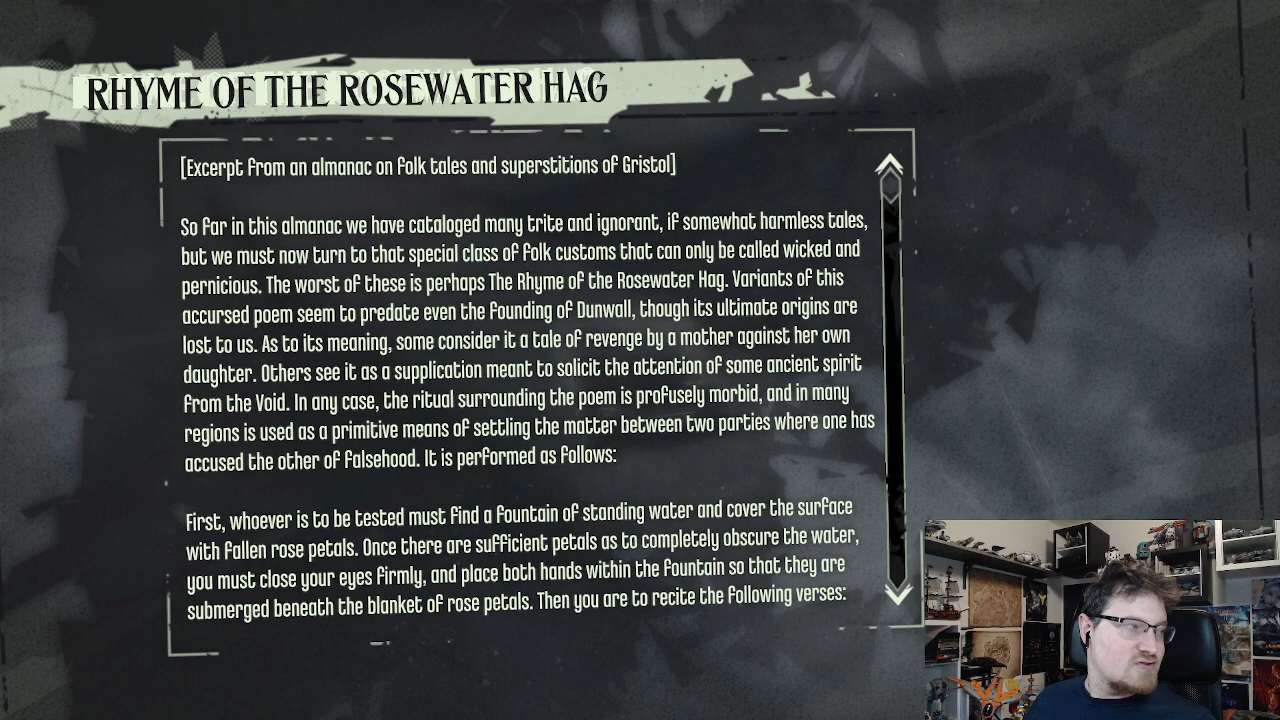 RHYME OF THE ROSEWATER HAG
[Excerpt from an almanac on folk tales and superstitions of Gristol]
So far in this almanac we have cataloged many trite and ignorant, if somewhat harmless tales,
but we must now turn to that special class of folk customs that can only be called wicked and
pernicious. The worst of these is perhaps The Rhyme of the Rosewater Hag. Variants of this
accursed poem seem to predate even the founding of Dunwall, though its ultimate origins are
lost to us. As to its meaning, some consider it a tale of revenge by a mother against her own
daughter. Others see it as a supplication meant to solicit the attention of some ancient spirit
from the Void. In any case, the ritual surrounding the poem is profusely morbid, and in many
regions is used as a primitive means of settling the matter between two parties where one has
accused the other of falsehood. It is performed as follows:
First, whoever is to be tested must find a fountain of standing water and cover the surface
with fallen rose petals. Once there are sufficient petals as to completely obscure the water,
you must close your eyes firmly, and place both hands within the fountain so that they are
submerged beneath the blanket of rose petals. Then you are to recite the following verses: